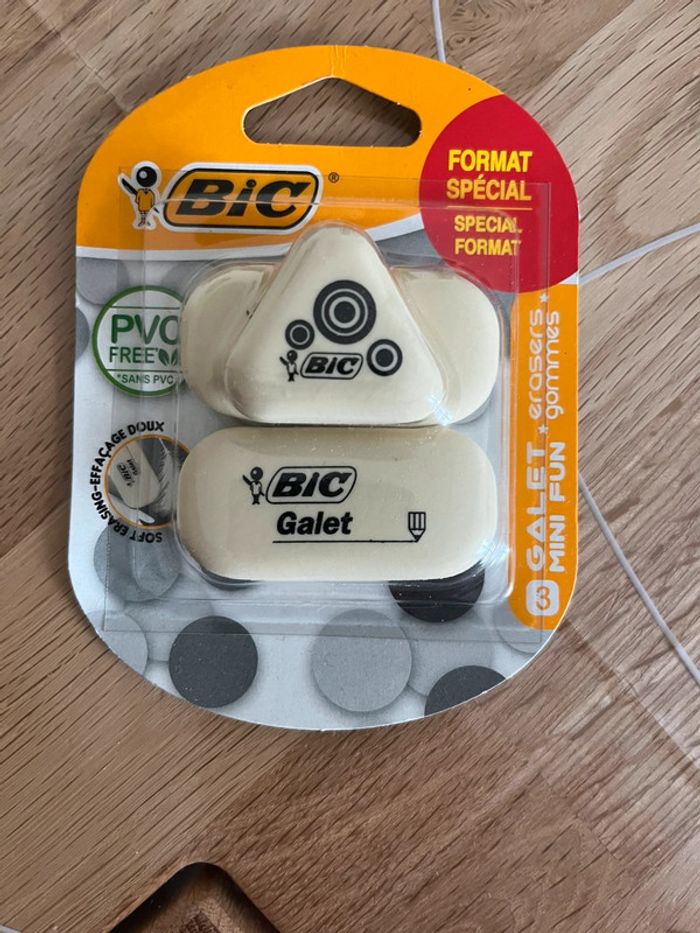 BiC®
FORMAT
SPÉCIAL
SPECIAL
FORMAT
PVC
FREE
*SANS PVC
SOFT ERASING-EFFAÇAGE DOUX
BiC
BiC
BiC
Galet
3 GALET erasers
MINI FUN gommes